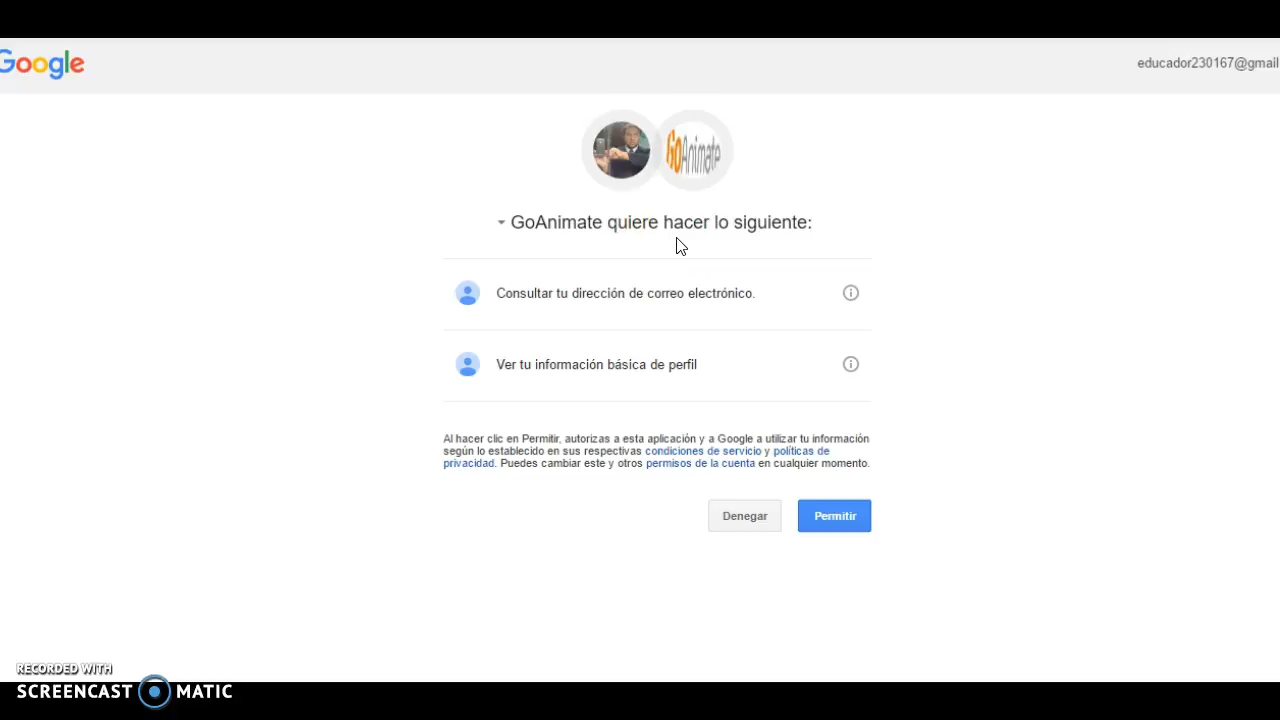 Google
educador230167@gmail
GoAnimate
GoAnimate quiere hacer lo siguiente:
Consultar tu dirección de correo electrónico.
Ver tu información básica de perfil
Al hacer clic en Permitir, autorizas a esta aplicación y a Google a utilizar tu información
según lo establecido en sus respectivas condiciones de servicio y políticas de
privacidad. Puedes cambiar este y otros permisos de la cuenta en cualquier momento.
Denegar
Permitir
RECORDED WITH
SCREENCAST MATIC